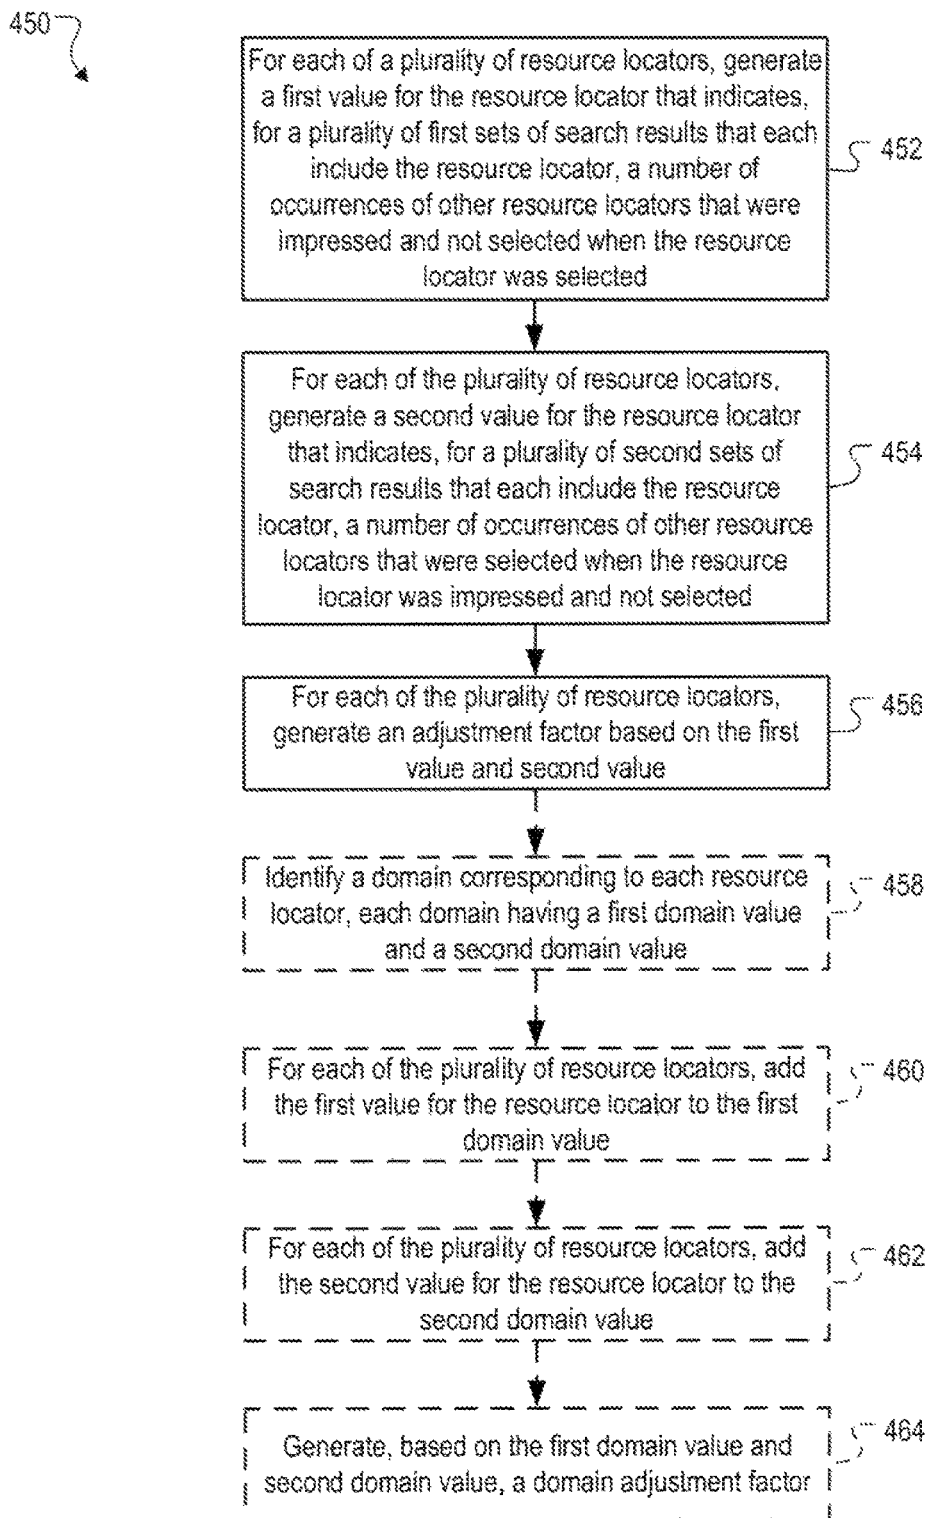 450
For each of a plurality of resource locators, generate
a first value for the resource locator that indicates,
for a plurality of first sets of search results that each
include the resource locator, a number of
occurrences of other resource locators that were
impressed and not selected when the resource
locator was selected
452
For each of the plurality of resource locators,
generate a second value for the resource locator
that indicates, for a plurality of second sets of
search results that each include the resource
locator, a number of occurrences of other resource
locators that were selected when the resource
locator was impressed and not selected
454
For each of the plurality of resource locators,
generate an adjustment factor based on the first
value and second value
456
Identify a domain corresponding to each resource
locator, each domain having a first domain value
and a second domain value
458
For each of the plurality of resource locators, add
the first value for the resource locator to the first
domain value
460
For each of the plurality of resource locators, add
the second value for the resource locator to the
second domain value
462
Generate, based on the first domain value and
second domain value, a domain adjustment factor
464